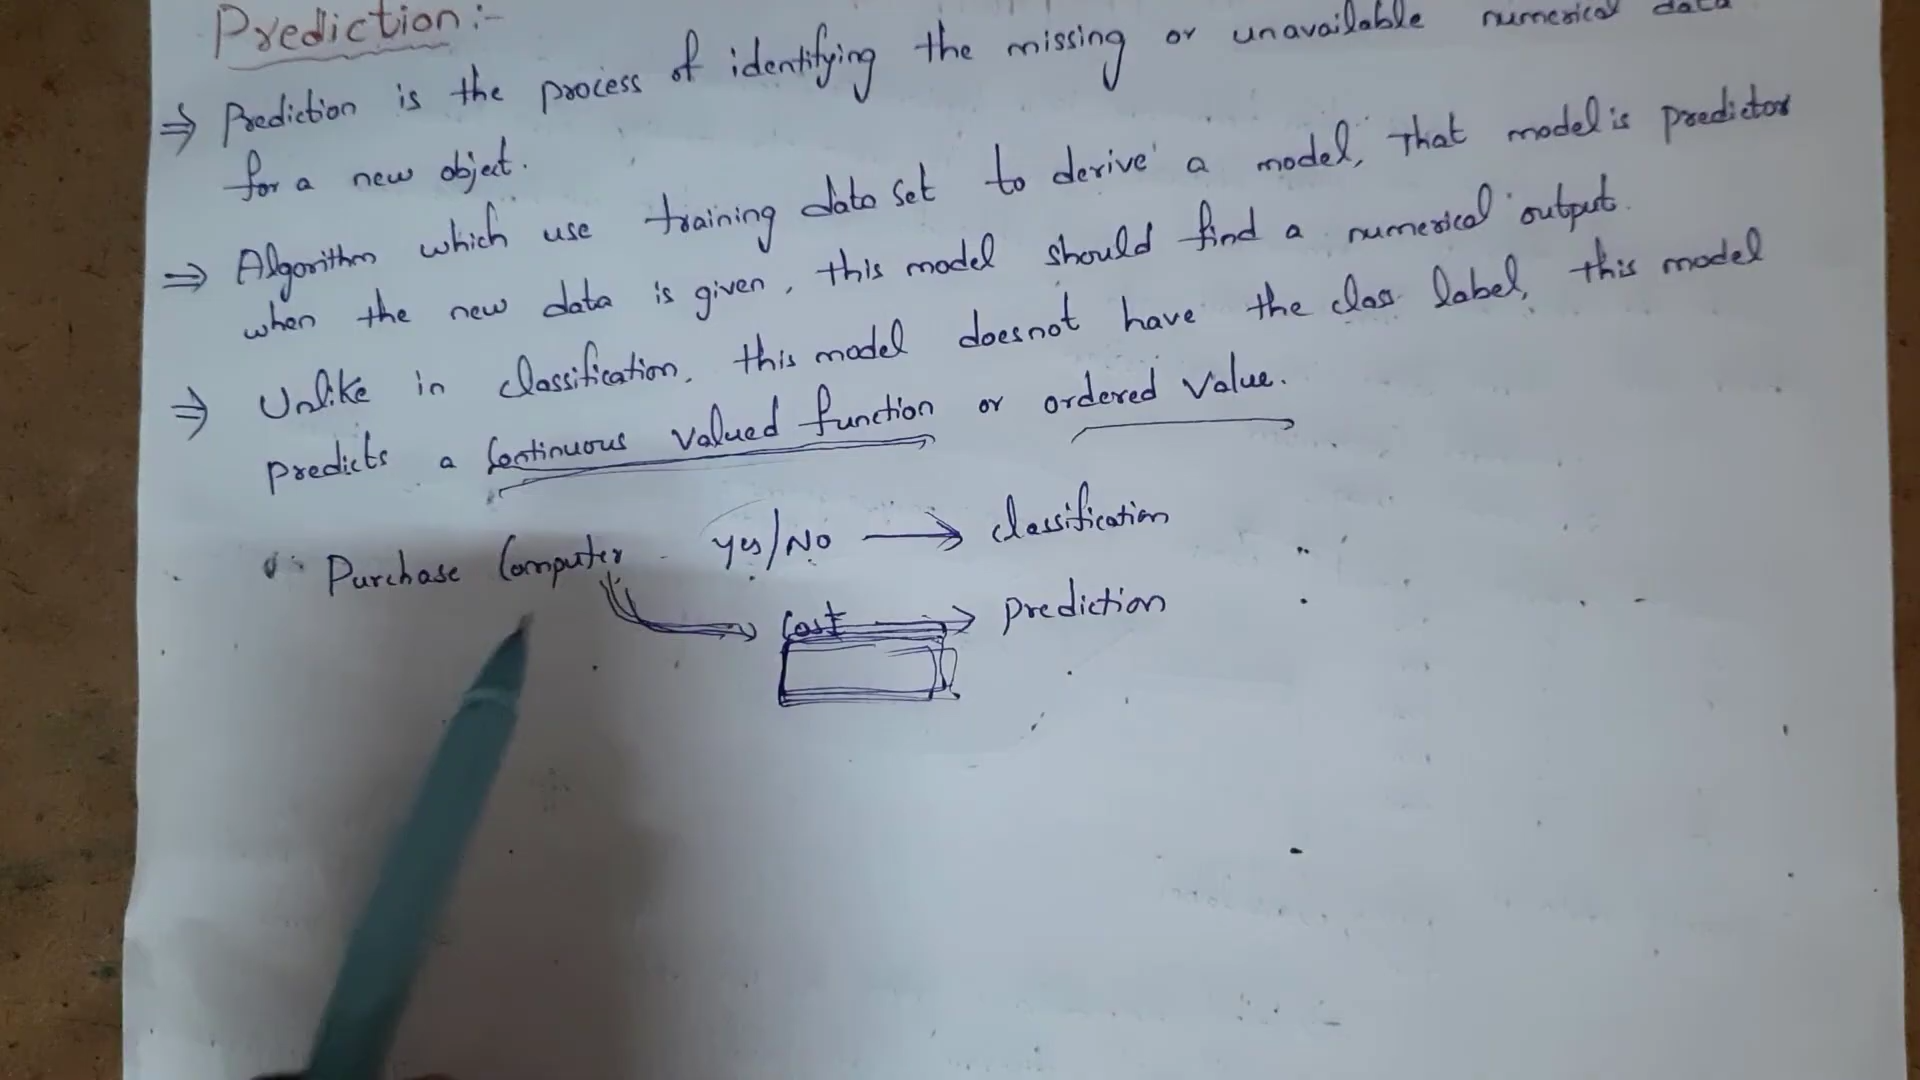 Prediction:-
⇒ Prediction is the process of identifying the missing or unavailable numerical data
for a new object.
⇒ Algorithm which use training data set to derive a model, That model is predictor
when the new data is given, this model should find a numerical output.
⇒ Unlike in classification, this model doesnot have the class label, this model
predicts a Continuous Valued function or ordered value.
Purchase Computer - yes/No → classification
Cost → prediction